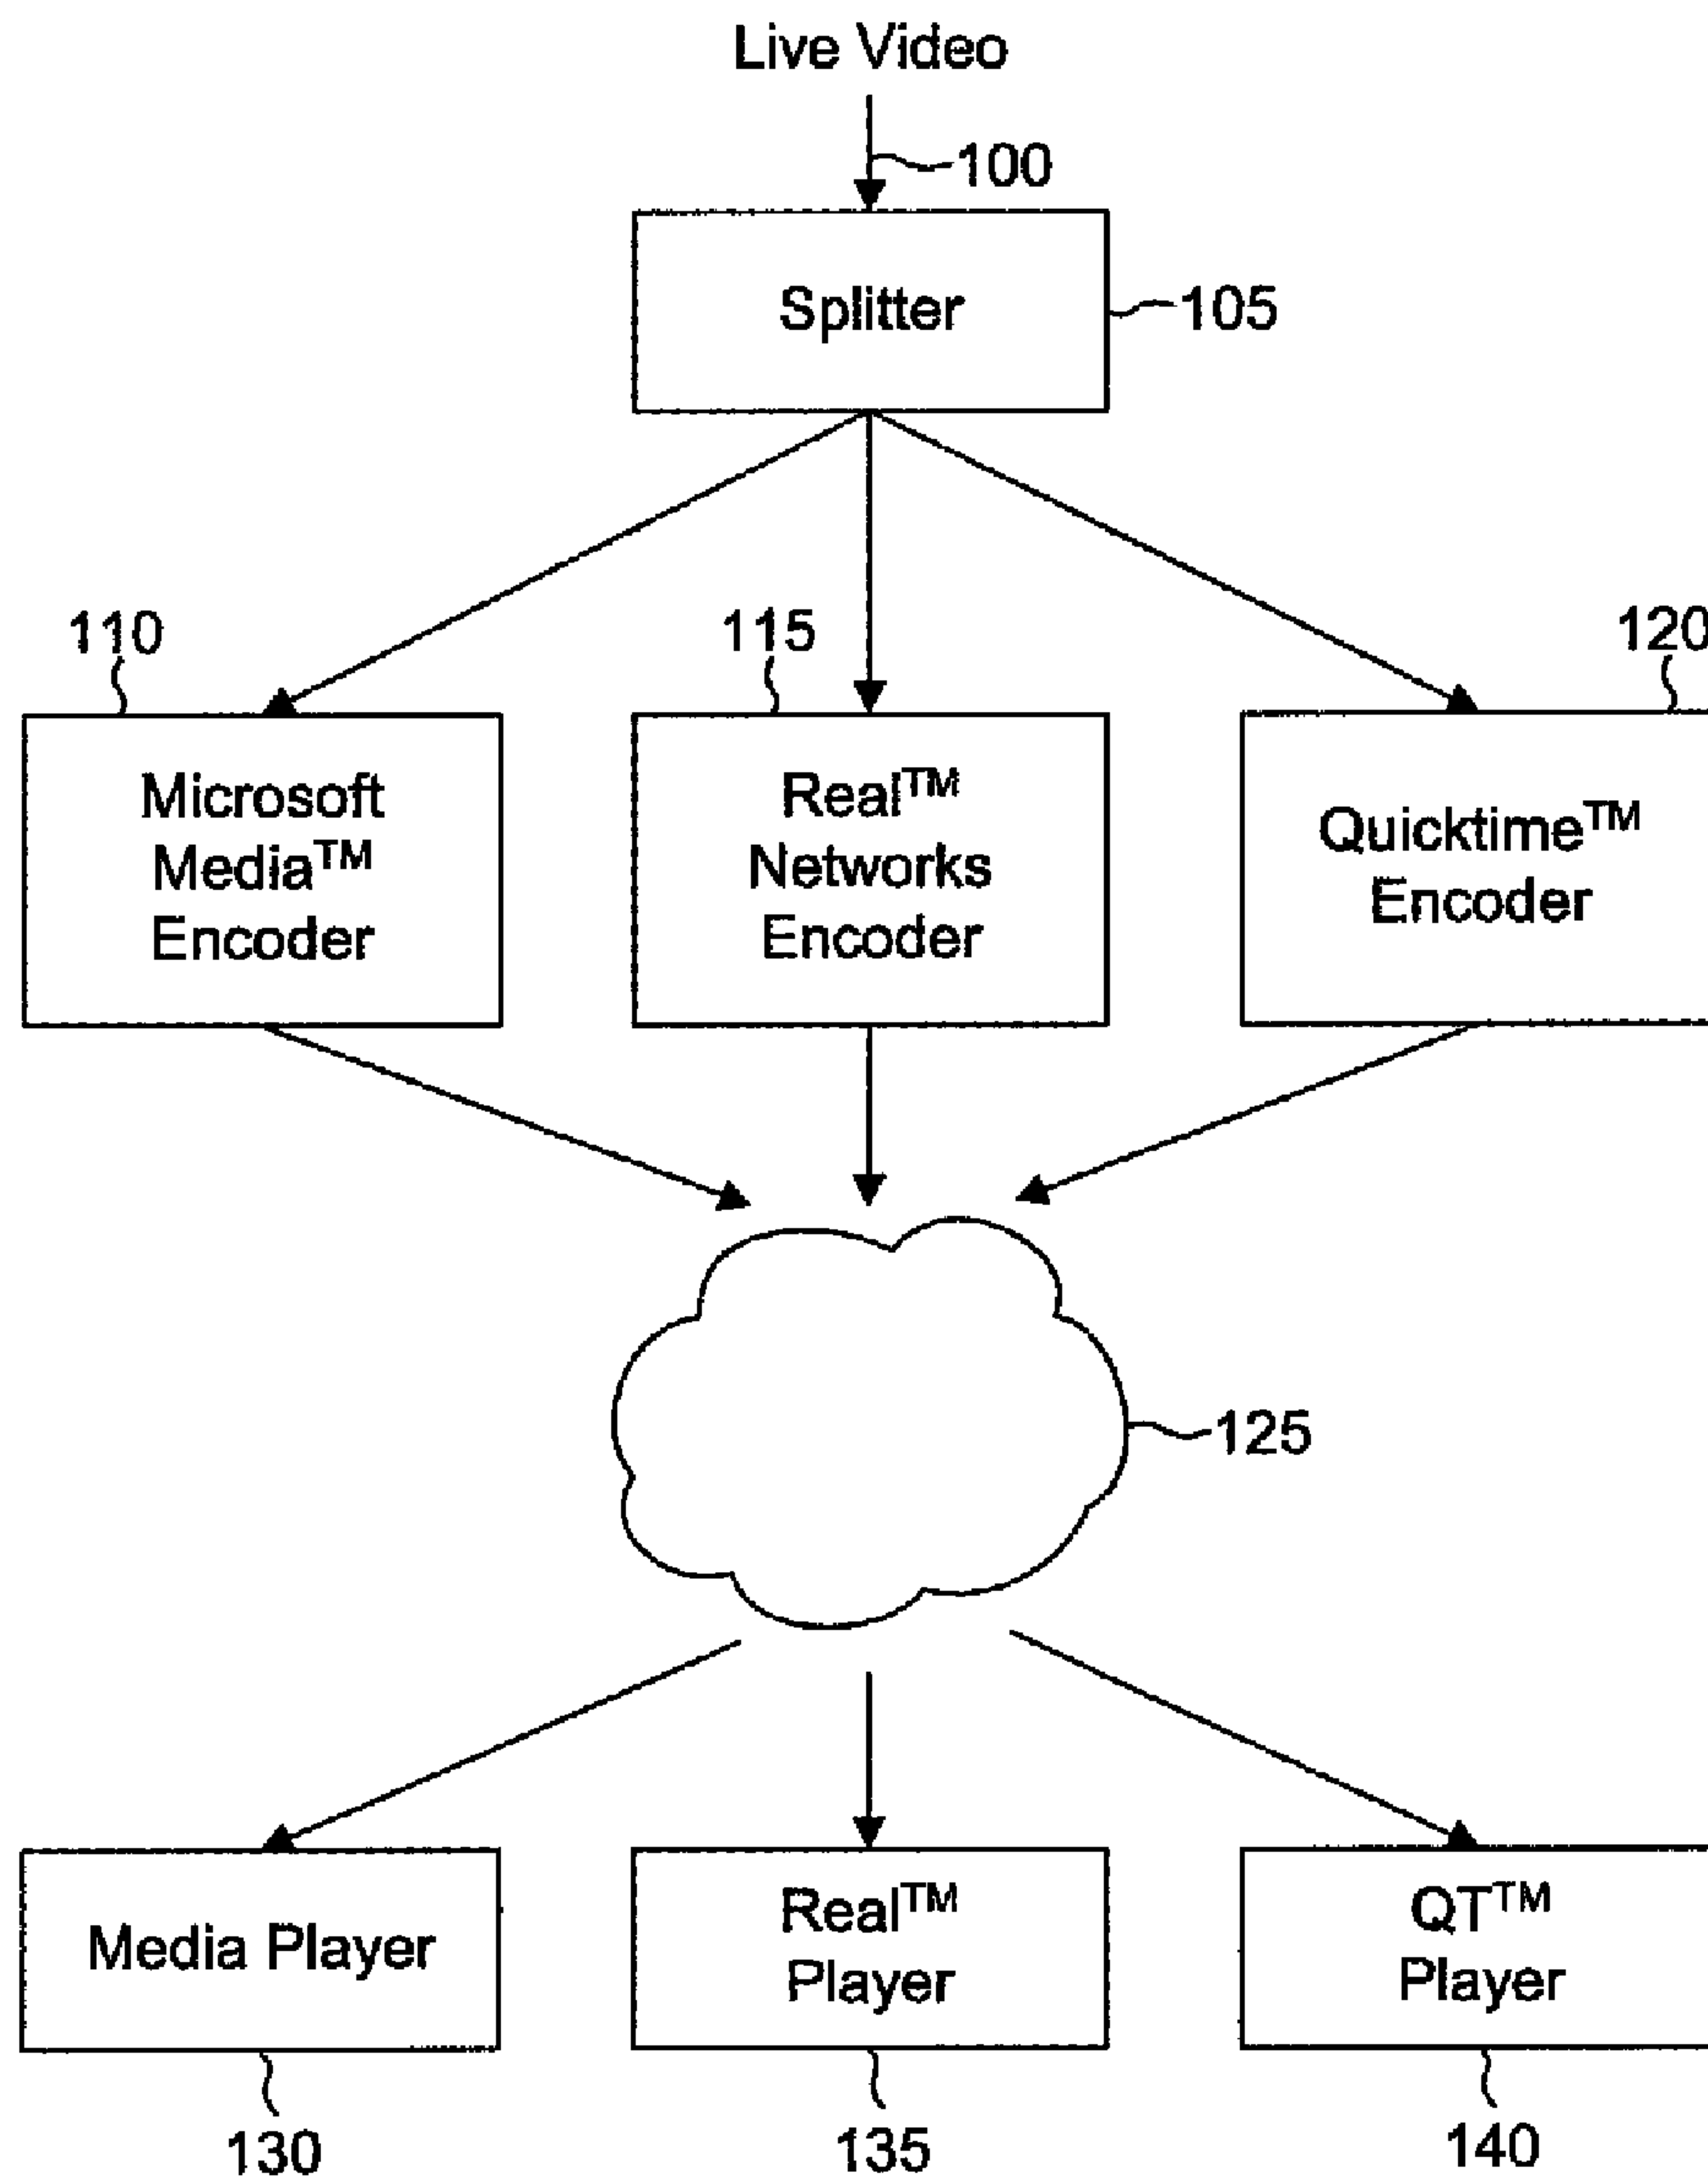 Live Video
100
Splitter
105
110
115
120
Microsoft
Media™
Encoder
Real™
Networks
Encoder
Quicktime™
Encoder
125
Media Player
Real™
Player
QT™
Player
130
135
140